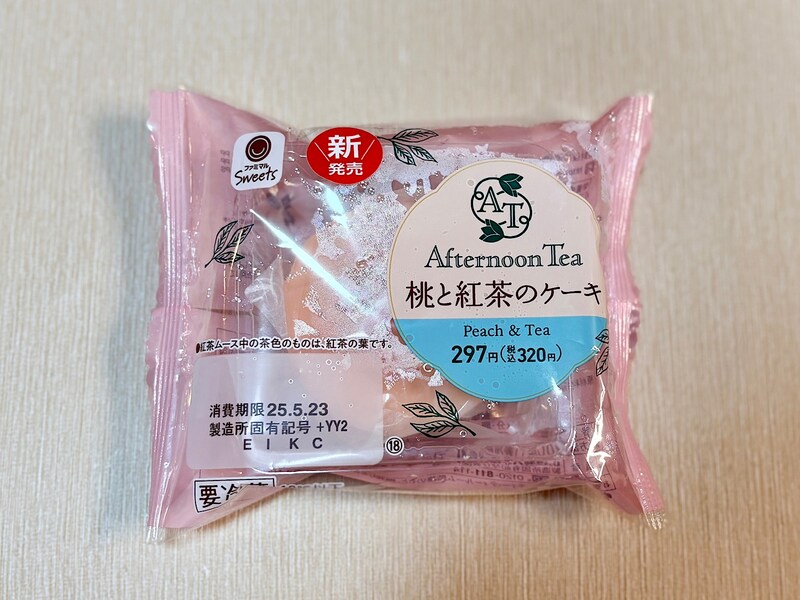 ファミマル
Sweets
新
発売
AT
Afternoon Tea
桃と紅茶のケーキ
Peach & Tea
297円(税込320円)
●紅茶ムース中の茶色のものは、紅茶の葉です。
消費期限 25.5.23
製造所固有記号 +YY2
E I K C
⑱
要冷蔵